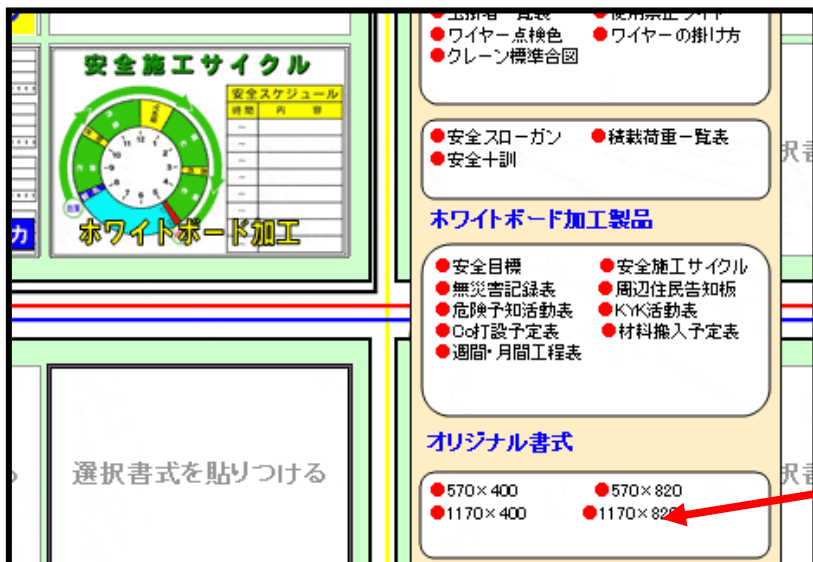 安全施工サイクル
安全スケジュール
時間 内 容
12
ホワイトボード加工
カ
選択書式を貼りつける
●ワイヤー点検色 ●ワイヤーの掛け方
●クレーン標準合図
●安全スローガン ●積載荷重一覧表
●安全十訓
ホワイトボード加工製品
●安全目標 ●安全施工サイクル
●無災害記録表 ●周辺住民告知板
●危険予知活動表 ●KYK活動表
●Co打設予定表 ●材料搬入予定表
●週間・月間工程表
オリジナル書式
●570×400 ●570×820
●1170×400 ●1170×820